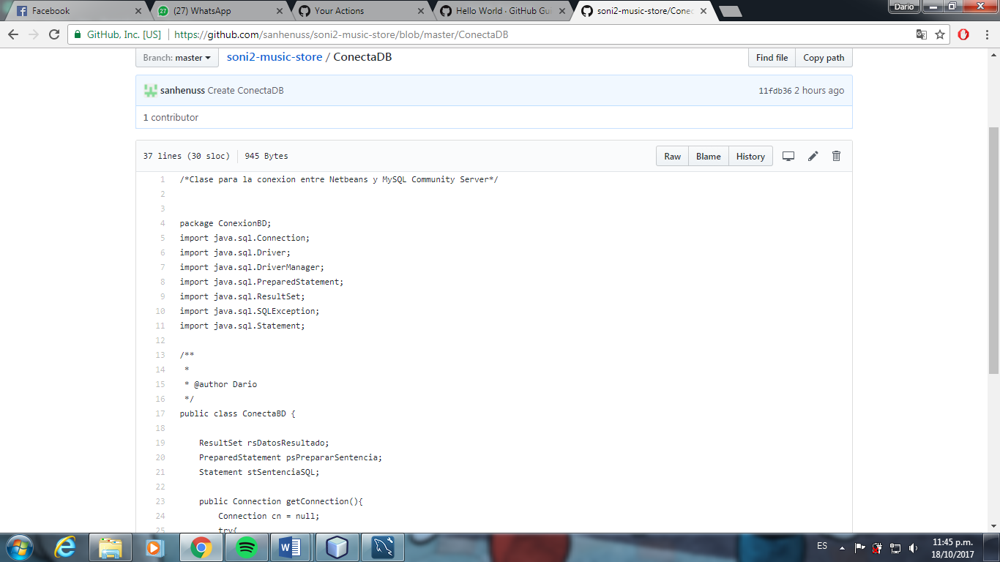 Facebook
(27) WhatsApp
Your Actions
Hello World - GitHub Gui
soni2-music-store/Conec
Dario
GitHub, Inc. [US]
https://github.com/sanhenuss/soni2-music-store/blob/master/ConectaDB
Branch: master
soni2-music-store / ConectaDB
Find file
Copy path
sanhenuss Create ConectaDB
11fdb36 2 hours ago
1 contributor
37 lines (30 sloc)
945 Bytes
Raw
Blame
History
1 /*Clase para la conexion entre Netbeans y MySQL Community Server*/
2
3
4 package ConexionBD;
5 import java.sql.Connection;
6 import java.sql.Driver;
7 import java.sql.DriverManager;
8 import java.sql.PreparedStatement;
9 import java.sql.ResultSet;
10 import java.sql.SQLException;
11 import java.sql.Statement;
12
13 /**
14 *
15 * @author Dario
16 */
17 public class ConectaBD {
18
19 ResultSet rsDatosResultado;
20 PreparedStatement psPrepararSentencia;
21 Statement stSentenciaSQL;
22
23 public Connection getConnection(){
24 Connection cn = null;
25 try{
ES
11:45 p.m.
18/10/2017